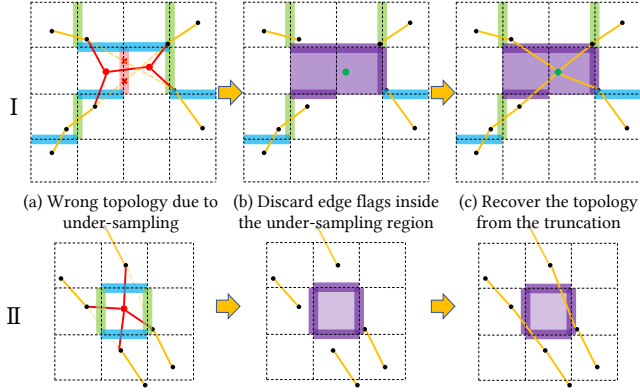 I
(a) Wrong topology due to
under-sampling
(b) Discard edge flags inside
the under-sampling region
(c) Recover the topology
from the truncation
II